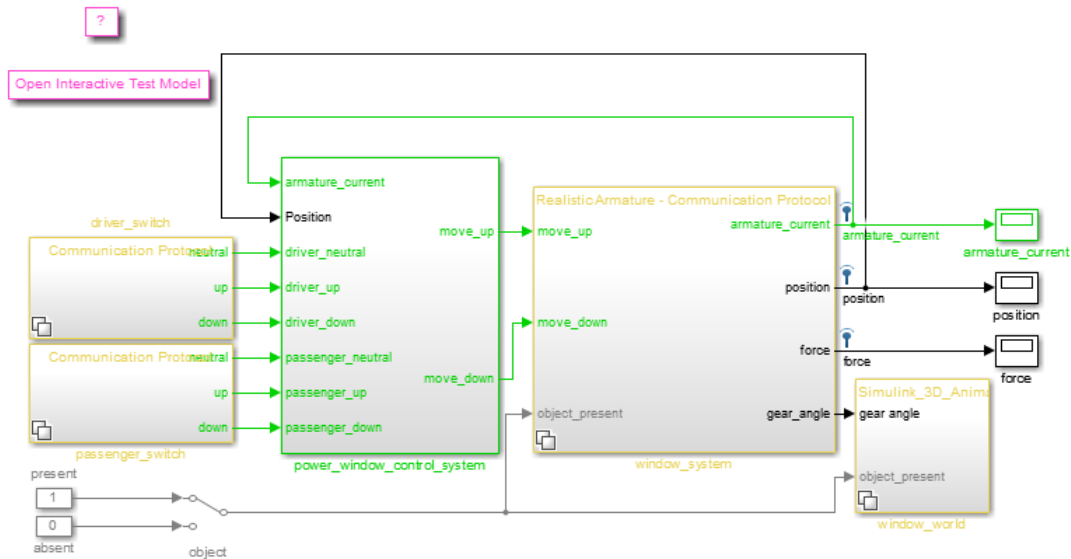 ?
Open Interactive Test Model
driver_switch
Communication Protocol
neutral
up
down
Communication Protocol
neutral
up
down
passenger_switch
present
1
0
absent
object
armature_current
Position
driver_neutral
driver_up
driver_down
passenger_neutral
passenger_up
passenger_down
move_up
move_down
power_window_control_system
Realistic Armature - Communication Protocol
move_up
move_down
object_present
armature_current
position
force
gear_angle
window_system
armature_current
position
force
armature_current
position
force
Simulink_3D_Anima
gear angle
object_present
window_world